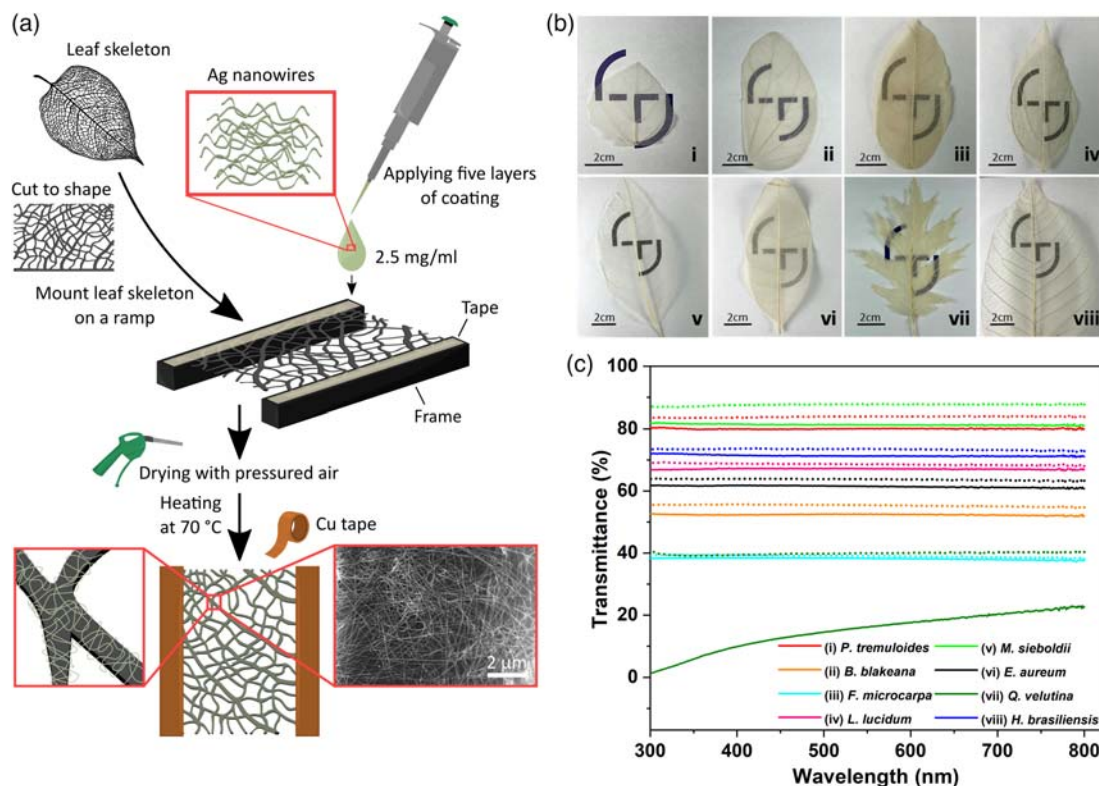 (a)
Leaf skeleton
Ag nanowires
Applying five layers
of coating
Cut to shape
2.5 mg/ml
Mount leaf skeleton
on a ramp
Tape
Frame
Drying with pressured air
Heating
at 70 °C
Cu tape
2 μm
(b)
2cm
i
2cm
ii
2cm
iii
2cm
iv
2cm
v
2cm
vi
2cm
vii
2cm
viii
(c)
Transmittance (%)
100
80
60
40
20
0
(i) P. tremuloides
(ii) B. blakeana
(iii) F. microcarpa
(iv) L. lucidum
(v) M. sieboldii
(vi) E. aureum
(vii) Q. velutina
(viii) H. brasiliensis
300 400 500 600 700 800
Wavelength (nm)